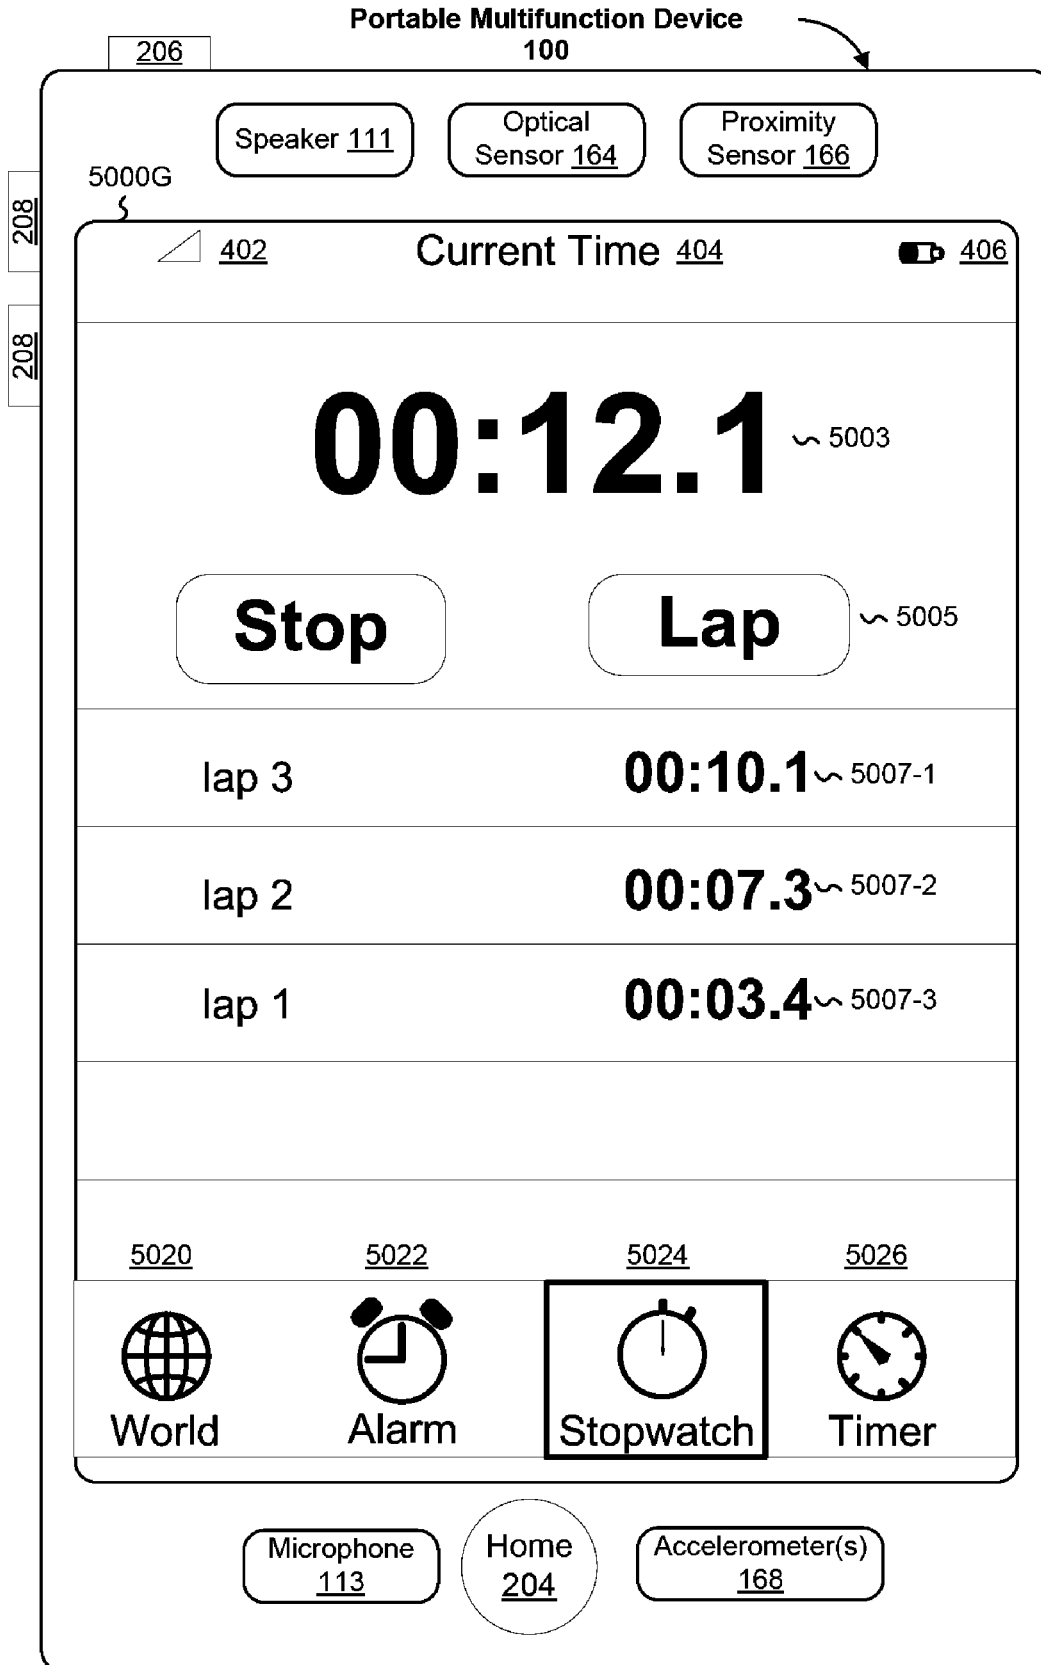 Portable Multifunction Device
100
206
Speaker 111
Optical
Sensor 164
Proximity
Sensor 166
5000G
208
208
402
Current Time 404
406
00:12.1
5003
Stop
Lap
5005
lap 3
00:10.1
5007-1
lap 2
00:07.3
5007-2
lap 1
00:03.4
5007-3
5020
5022
5024
5026
World
Alarm
Stopwatch
Timer
Microphone
113
Home
204
Accelerometer(s)
168